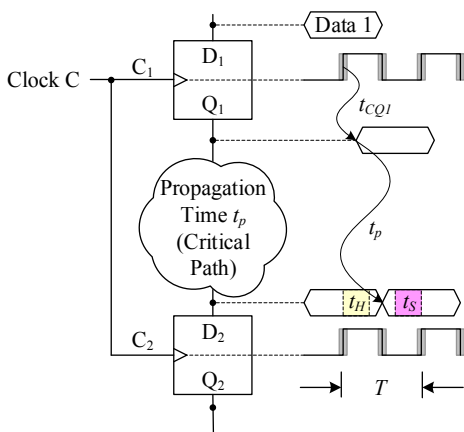 Data 1
D1
C1
Clock C
tCQ1
Q1
Propagation
Time tp
(Critical
Path)
tp
tH
tS
D2
C2
Q2
T